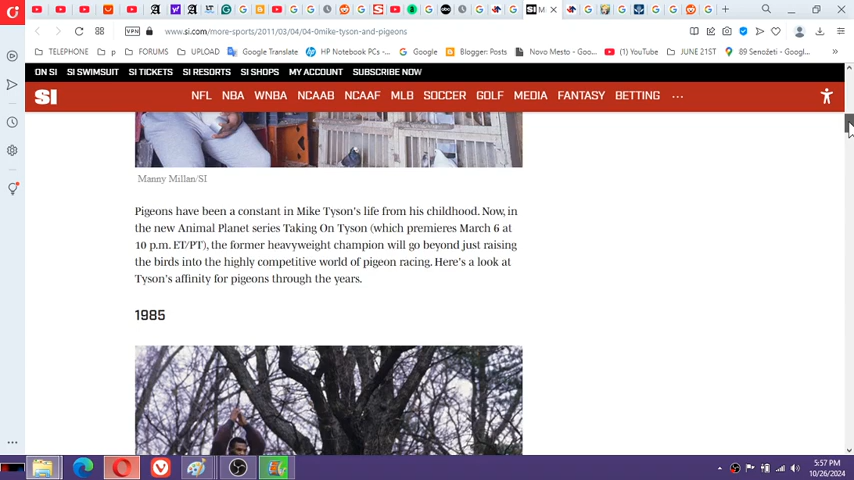 SI M
VPN www.si.com/more-sports/2011/03/04/04-0mike-tyson-and-pigeons
TELEPHONE p FORUMS UPLOAD Google Translate HP Notebook PCs -... Google Blogger: Posts Novo Mesto - Goog... (10) YouTube JUNE 21ST 89 Senožeti - Googl... »
ON SI SI SWIMSUIT SI TICKETS SI RESORTS SI SHOPS MY ACCOUNT SUBSCRIBE NOW
SI NFL NBA WNBA NCAAB NCAAF MLB SOCCER GOLF MEDIA FANTASY BETTING ...
Manny Millan/SI
Pigeons have been a constant in Mike Tyson's life from his childhood. Now, in
the new Animal Planet series Taking On Tyson (which premieres March 6 at
10 p.m. ET/PT), the former heavyweight champion will go beyond just raising
the birds into the highly competitive world of pigeon racing. Here's a look at
Tyson's affinity for pigeons through the years.
1985
5:57 PM
10/26/2024